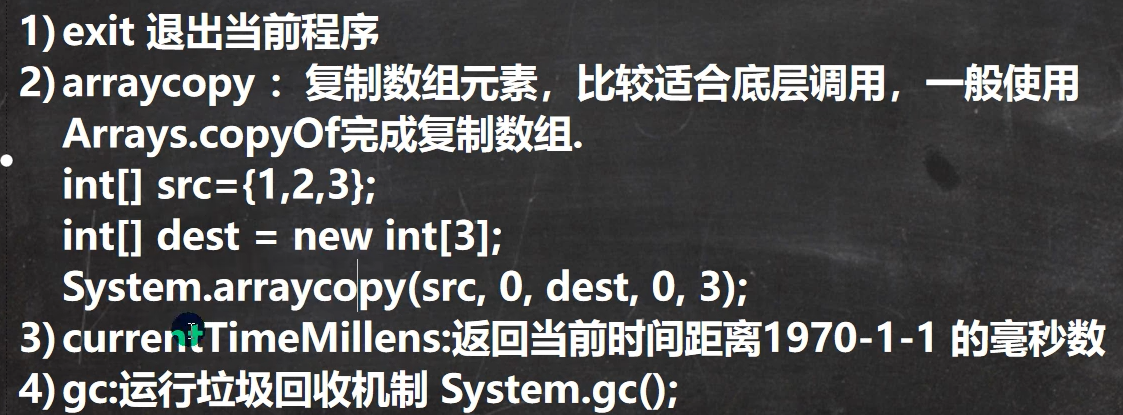 1) exit 退出当前程序
2) arraycopy ：复制数组元素，比较适合底层调用，一般使用
Arrays.copyOf完成复制数组.
int[] src={1,2,3};
int[] dest = new int[3];
System.arraycopy(src, 0, dest, 0, 3);
3) currentTimeMillens:返回当前时间距离1970-1-1 的毫秒数
4) gc:运行垃圾回收机制 System.gc();